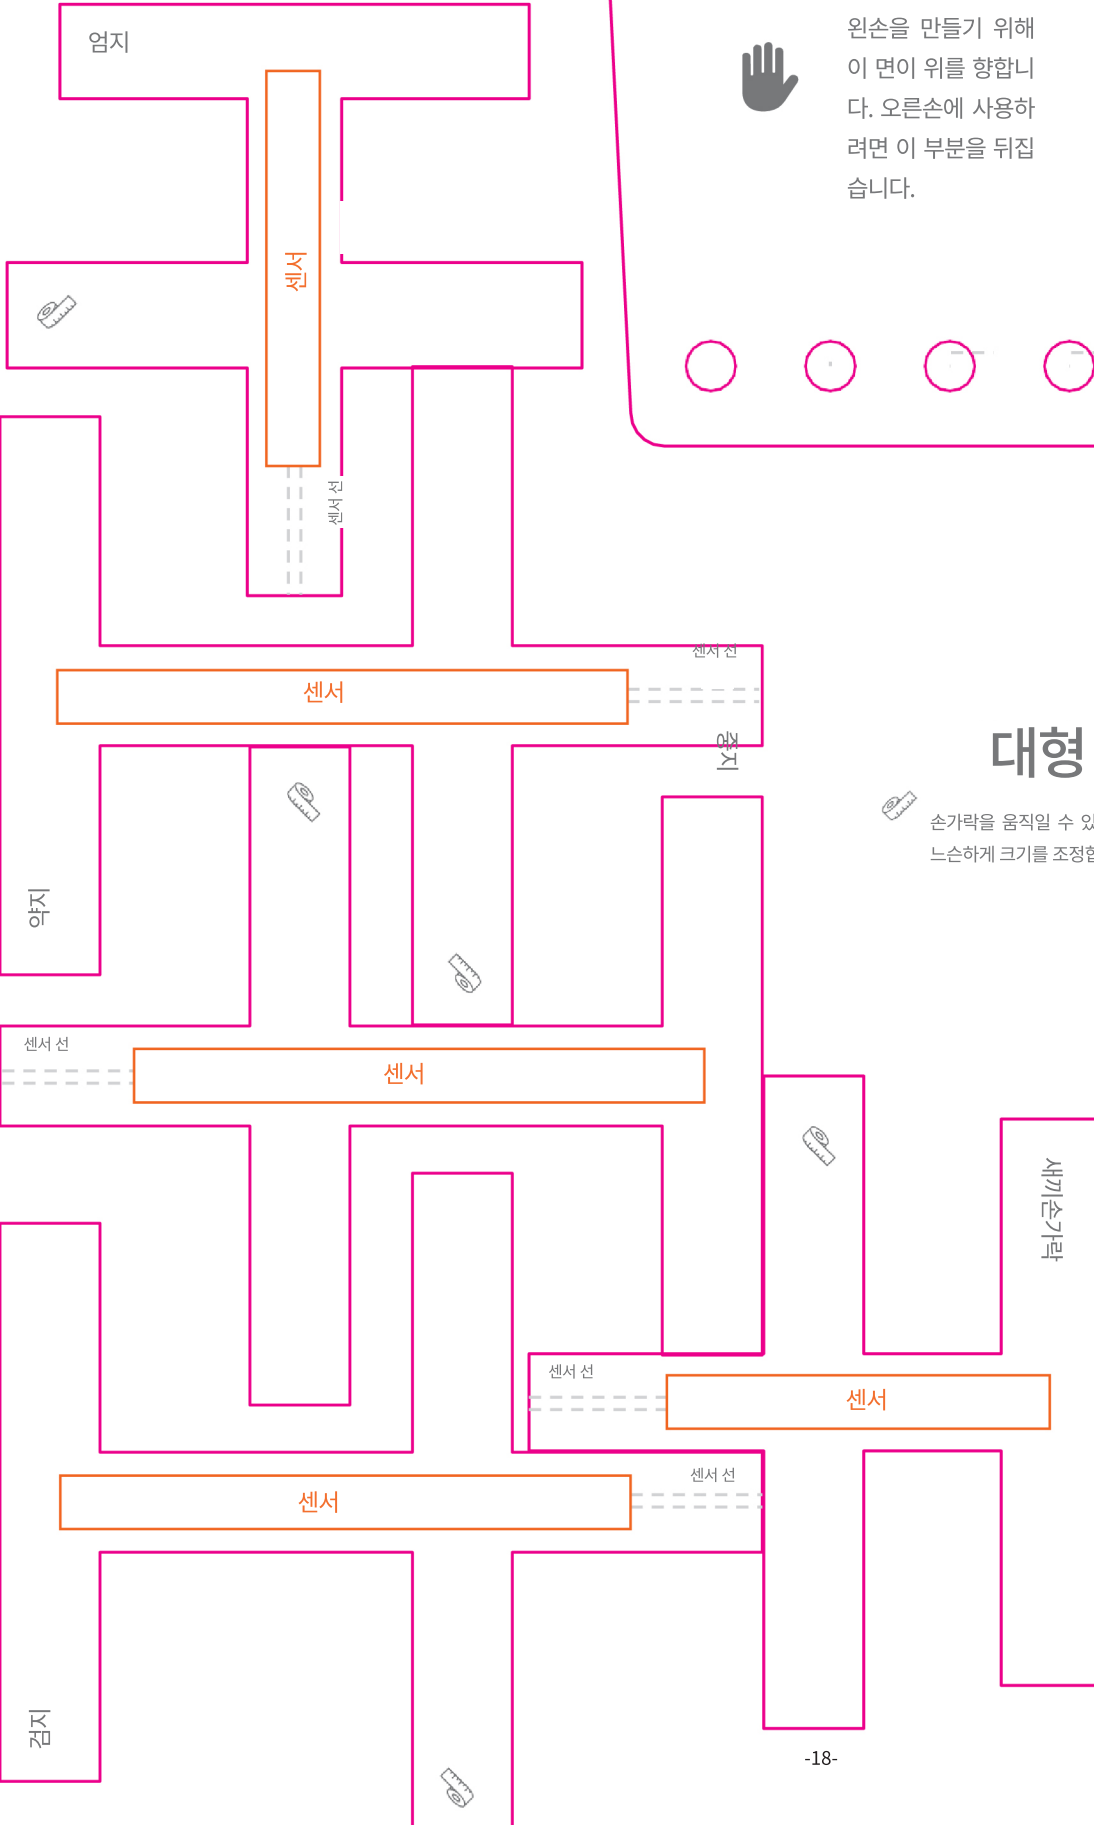 엄지
왼손을 만들기 위해
이 면이 위를 향합니
다. 오른손에 사용하
려면 이 부분을 뒤집
습니다.
센서
센서 선
센서 선
센서
중지
대형
손가락을 움직일 수 있
느슨하게 크기를 조정합
약지
센서 선
센서
새끼손가락
센서 선
센서
센서 선
센서
검지
-18-